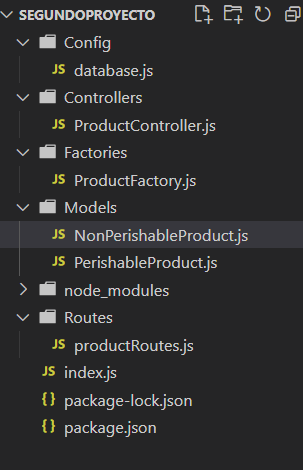 SEGUNDOPROYECTO
Config
JS database.js
Controllers
JS ProductController.js
Factories
JS ProductFactory.js
Models
JS NonPerishableProduct.js
JS PerishableProduct.js
node_modules
Routes
JS productRoutes.js
JS index.js
{} package-lock.json
{} package.json